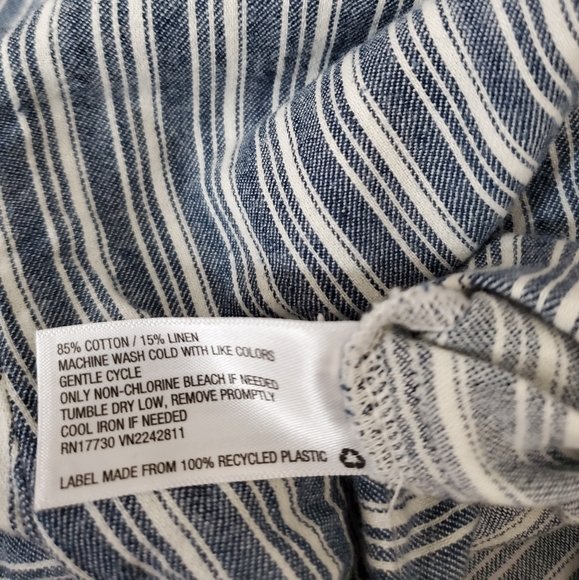 85% COTTON / 15% LINEN
MACHINE WASH COLD WITH LIKE COLORS
GENTLE CYCLE
ONLY NON-CHLORINE BLEACH IF NEEDED
TUMBLE DRY LOW, REMOVE PROMPTLY
COOL IRON IF NEEDED
RN17730 VN2242811
LABEL MADE FROM 100% RECYCLED PLASTIC